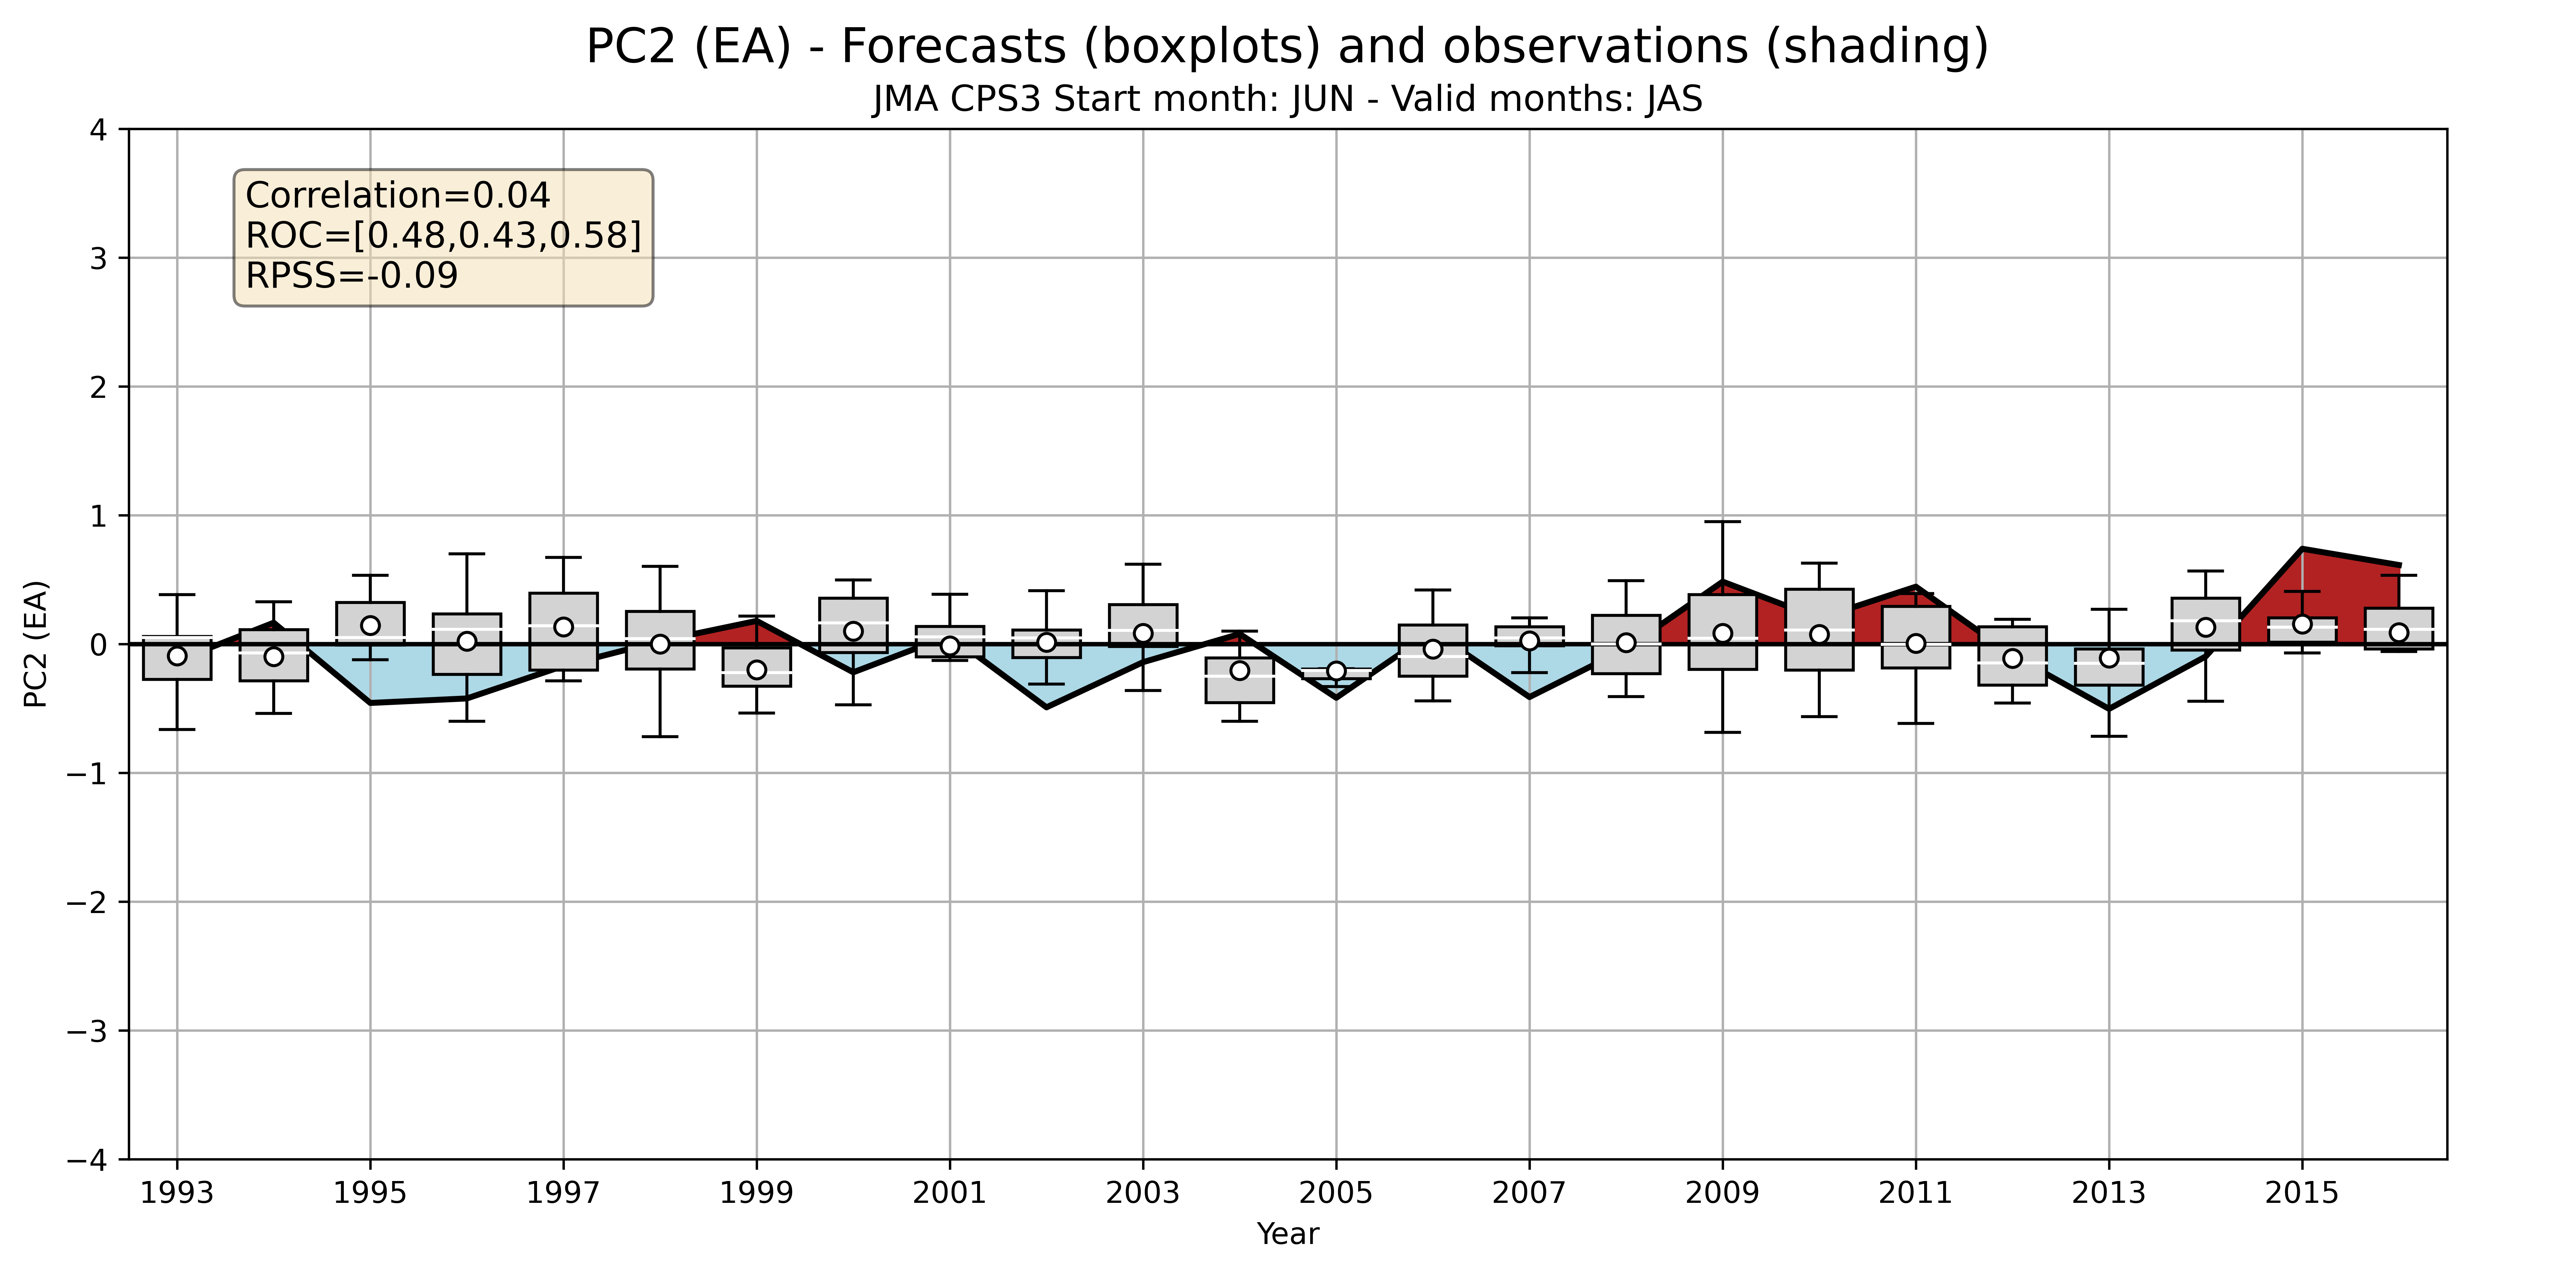 PC2 (EA) - Forecasts (boxplots) and observations (shading)
JMA CPS3 Start month: JUN - Valid months: JAS
Correlation=0.04
ROC=[0.48,0.43,0.58]
RPSS=-0.09
PC2 (EA)
4
3
2
1
0
−1
−2
−3
−4
1993 1995 1997 1999 2001 2003 2005 2007 2009 2011 2013 2015
Year